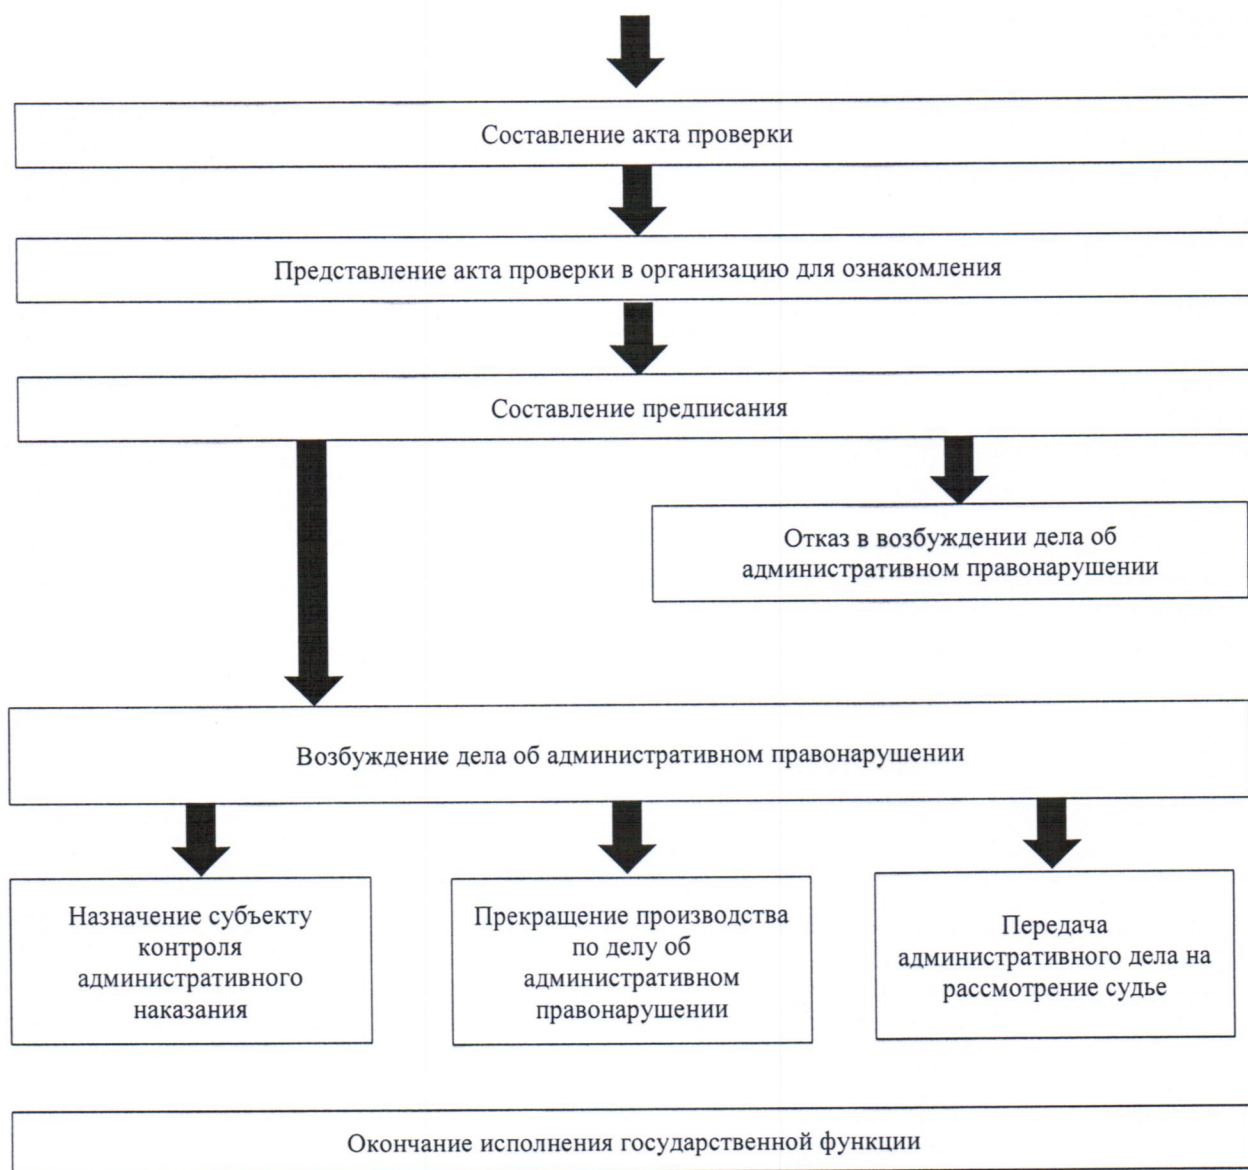 Составление акта проверки
Представление акта проверки в организацию для ознакомления
Составление предписания
Отказ в возбуждении дела об
административном правонарушении
Возбуждение дела об административном правонарушении
Назначение субъекту
контроля
административного
наказания
Прекращение производства
по делу об
административном
правонарушении
Передача
административного дела на
рассмотрение судье
Окончание исполнения государственной функции